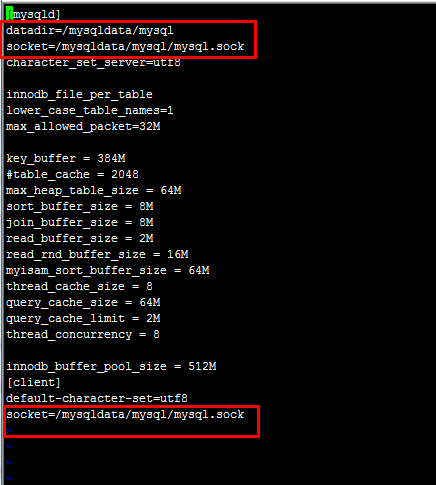 [mysqld]
datadir=/mysqldata/mysql
socket=/mysqldata/mysql/mysql.sock
character_set_server=utf8
innodb_file_per_table
lower_case_table_names=1
max_allowed_packet=32M
key_buffer = 384M
#table_cache = 2048
max_heap_table_size = 64M
sort_buffer_size = 8M
join_buffer_size = 8M
read_buffer_size = 2M
read_rnd_buffer_size = 16M
myisam_sort_buffer_size = 64M
thread_cache_size = 8
query_cache_size = 64M
query_cache_limit = 2M
thread_concurrency = 8
innodb_buffer_pool_size = 512M
[client]
default-character-set=utf8
socket=/mysqldata/mysql/mysql.sock
~
~
~
~